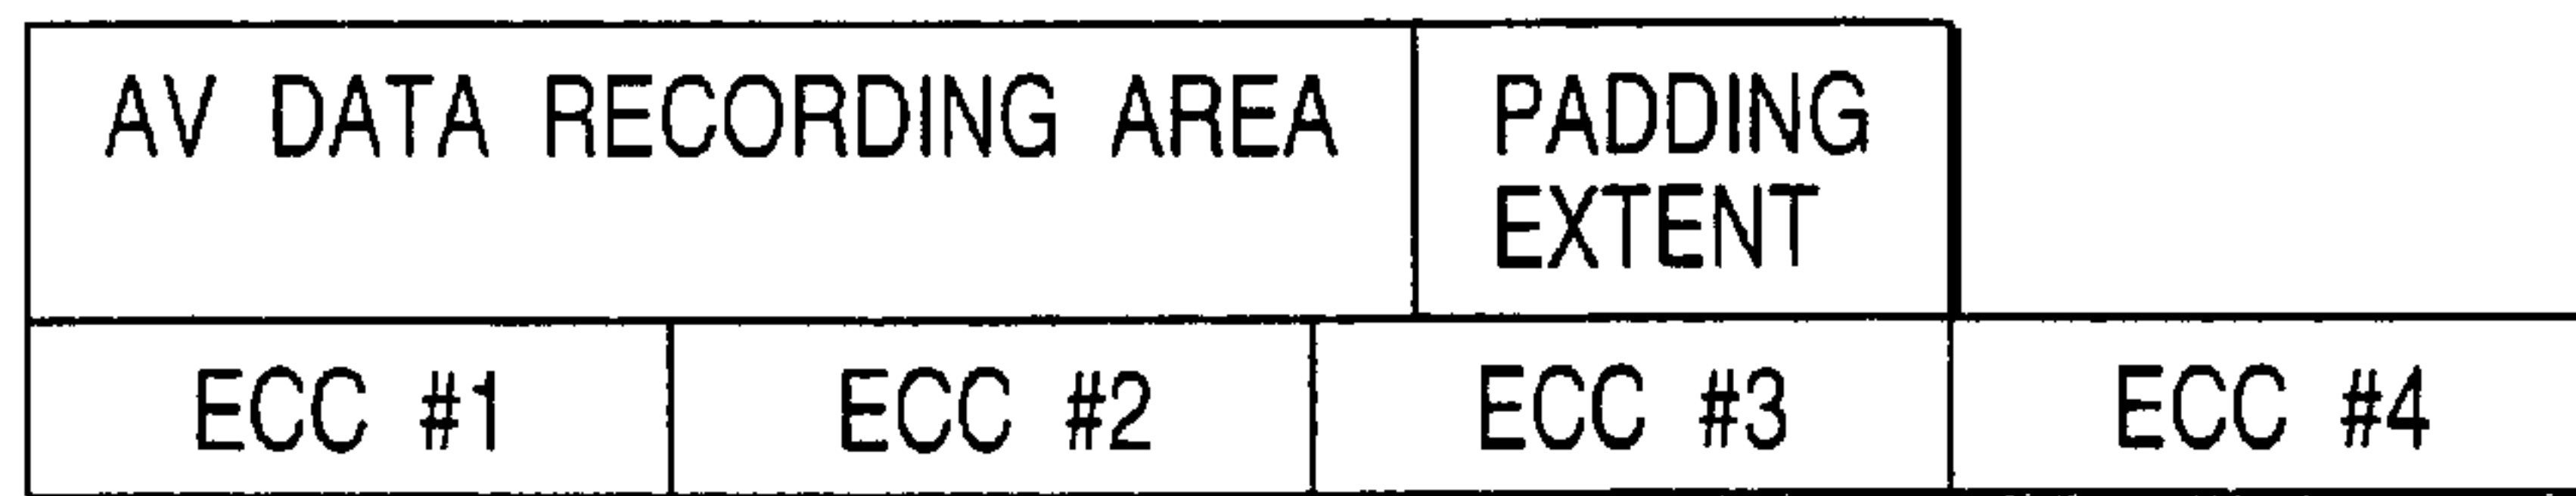 AV DATA RECORDING AREA
PADDING
EXTENT
ECC #1
ECC #2
ECC #3
ECC #4